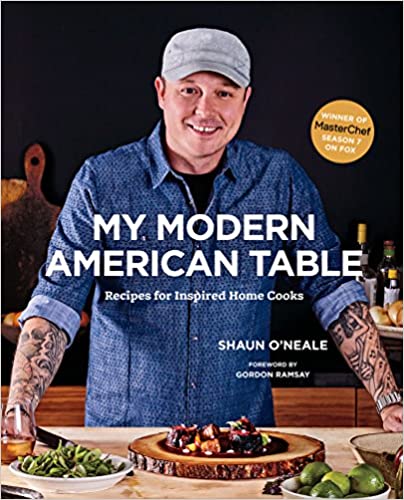 WINNER OF
MasterChef
SEASON 7
ON FOX
MY MODERN
AMERICAN TABLE
Recipes for Inspired Home Cooks
SHAUN O'NEALE
FOREWORD BY
GORDON RAMSAY